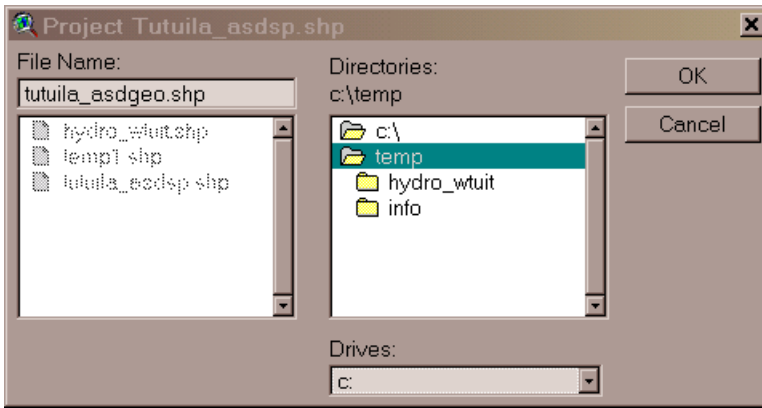 Project Tutuila_asdsp.shp
File Name:
tutuila_asdgeo.shp
hydro_wtuit.shp
temp1.shp
tutuila_asdsp.shp
Directories:
c:\temp
c:\
temp
hydro_wtuit
info
Drives:
c:
OK
Cancel